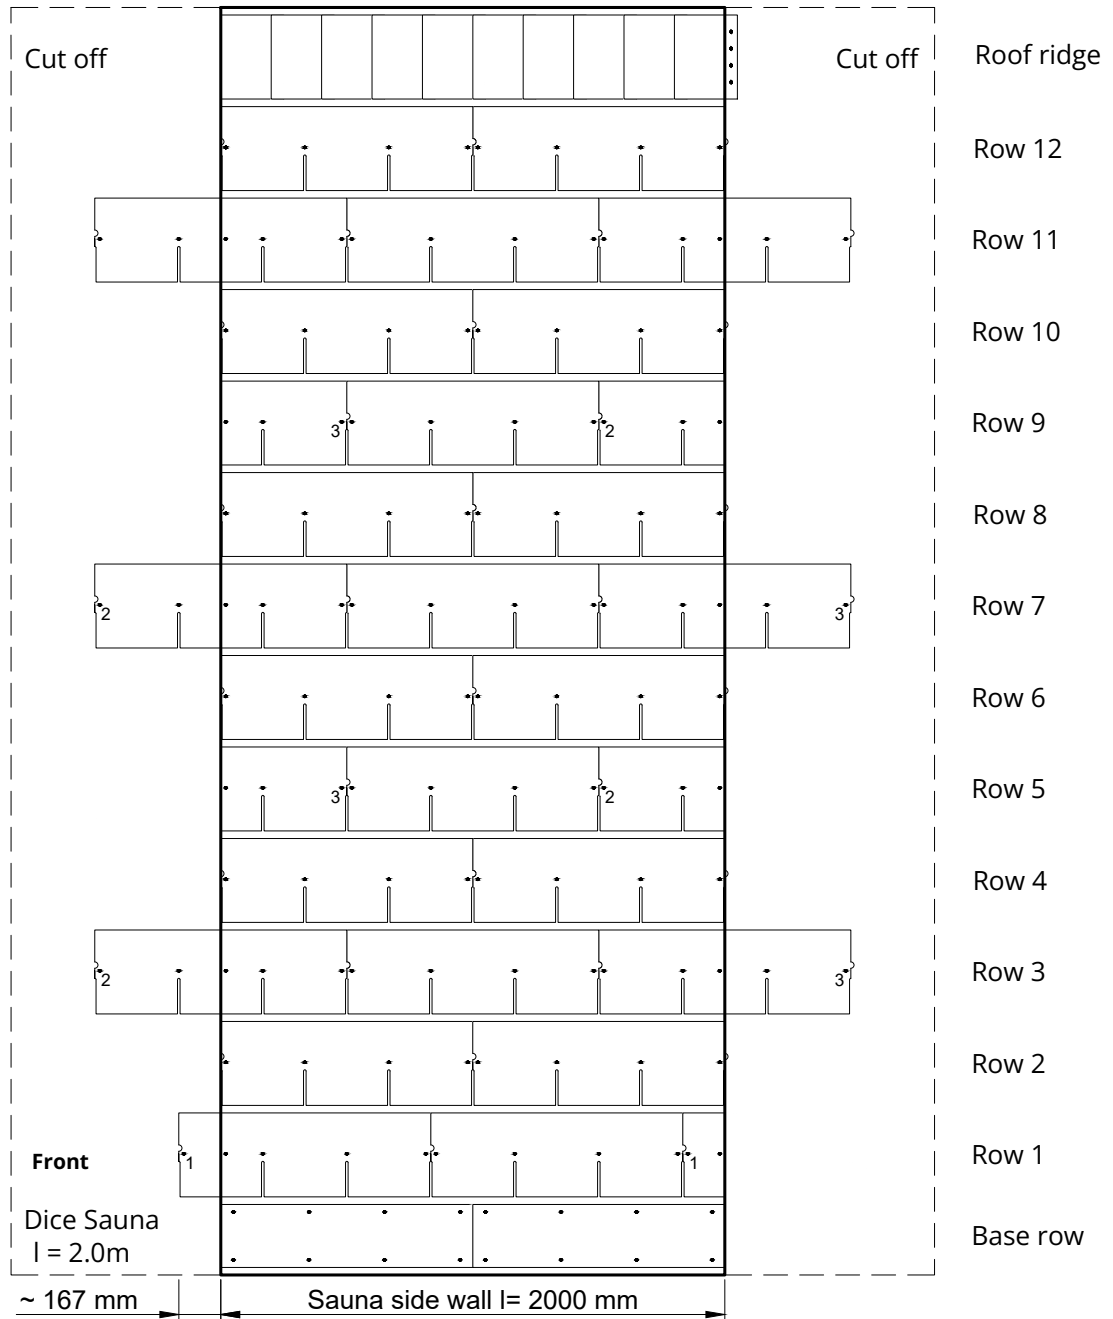 Cut off
Cut off
Roof ridge
Row 12
Row 11
Row 10
3
2
Row 9
Row 8
2
3
Row 7
Row 6
3
2
Row 5
Row 4
2
3
Row 3
Row 2
Front
1
1
Row 1
Dice Sauna
l = 2.0m
Base row
~ 167 mm
Sauna side wall l= 2000 mm